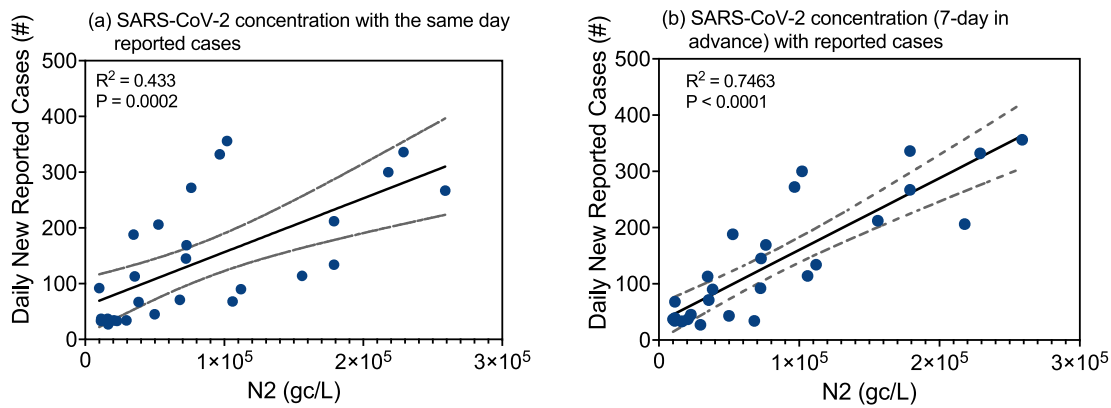 (a) SARS-CoV-2 concentration with the same day
reported cases
R² = 0.433
P = 0.0002
Daily New Reported Cases (#)
500
400
300
200
100
0
0
1×10⁵
2×10⁵
3×10⁵
N2 (gc/L)
(b) SARS-CoV-2 concentration (7-day in
advance) with reported cases
R² = 0.7463
P < 0.0001
Daily New Reported Cases (#)
500
400
300
200
100
0
0
1×10⁵
2×10⁵
3×10⁵
N2 (gc/L)